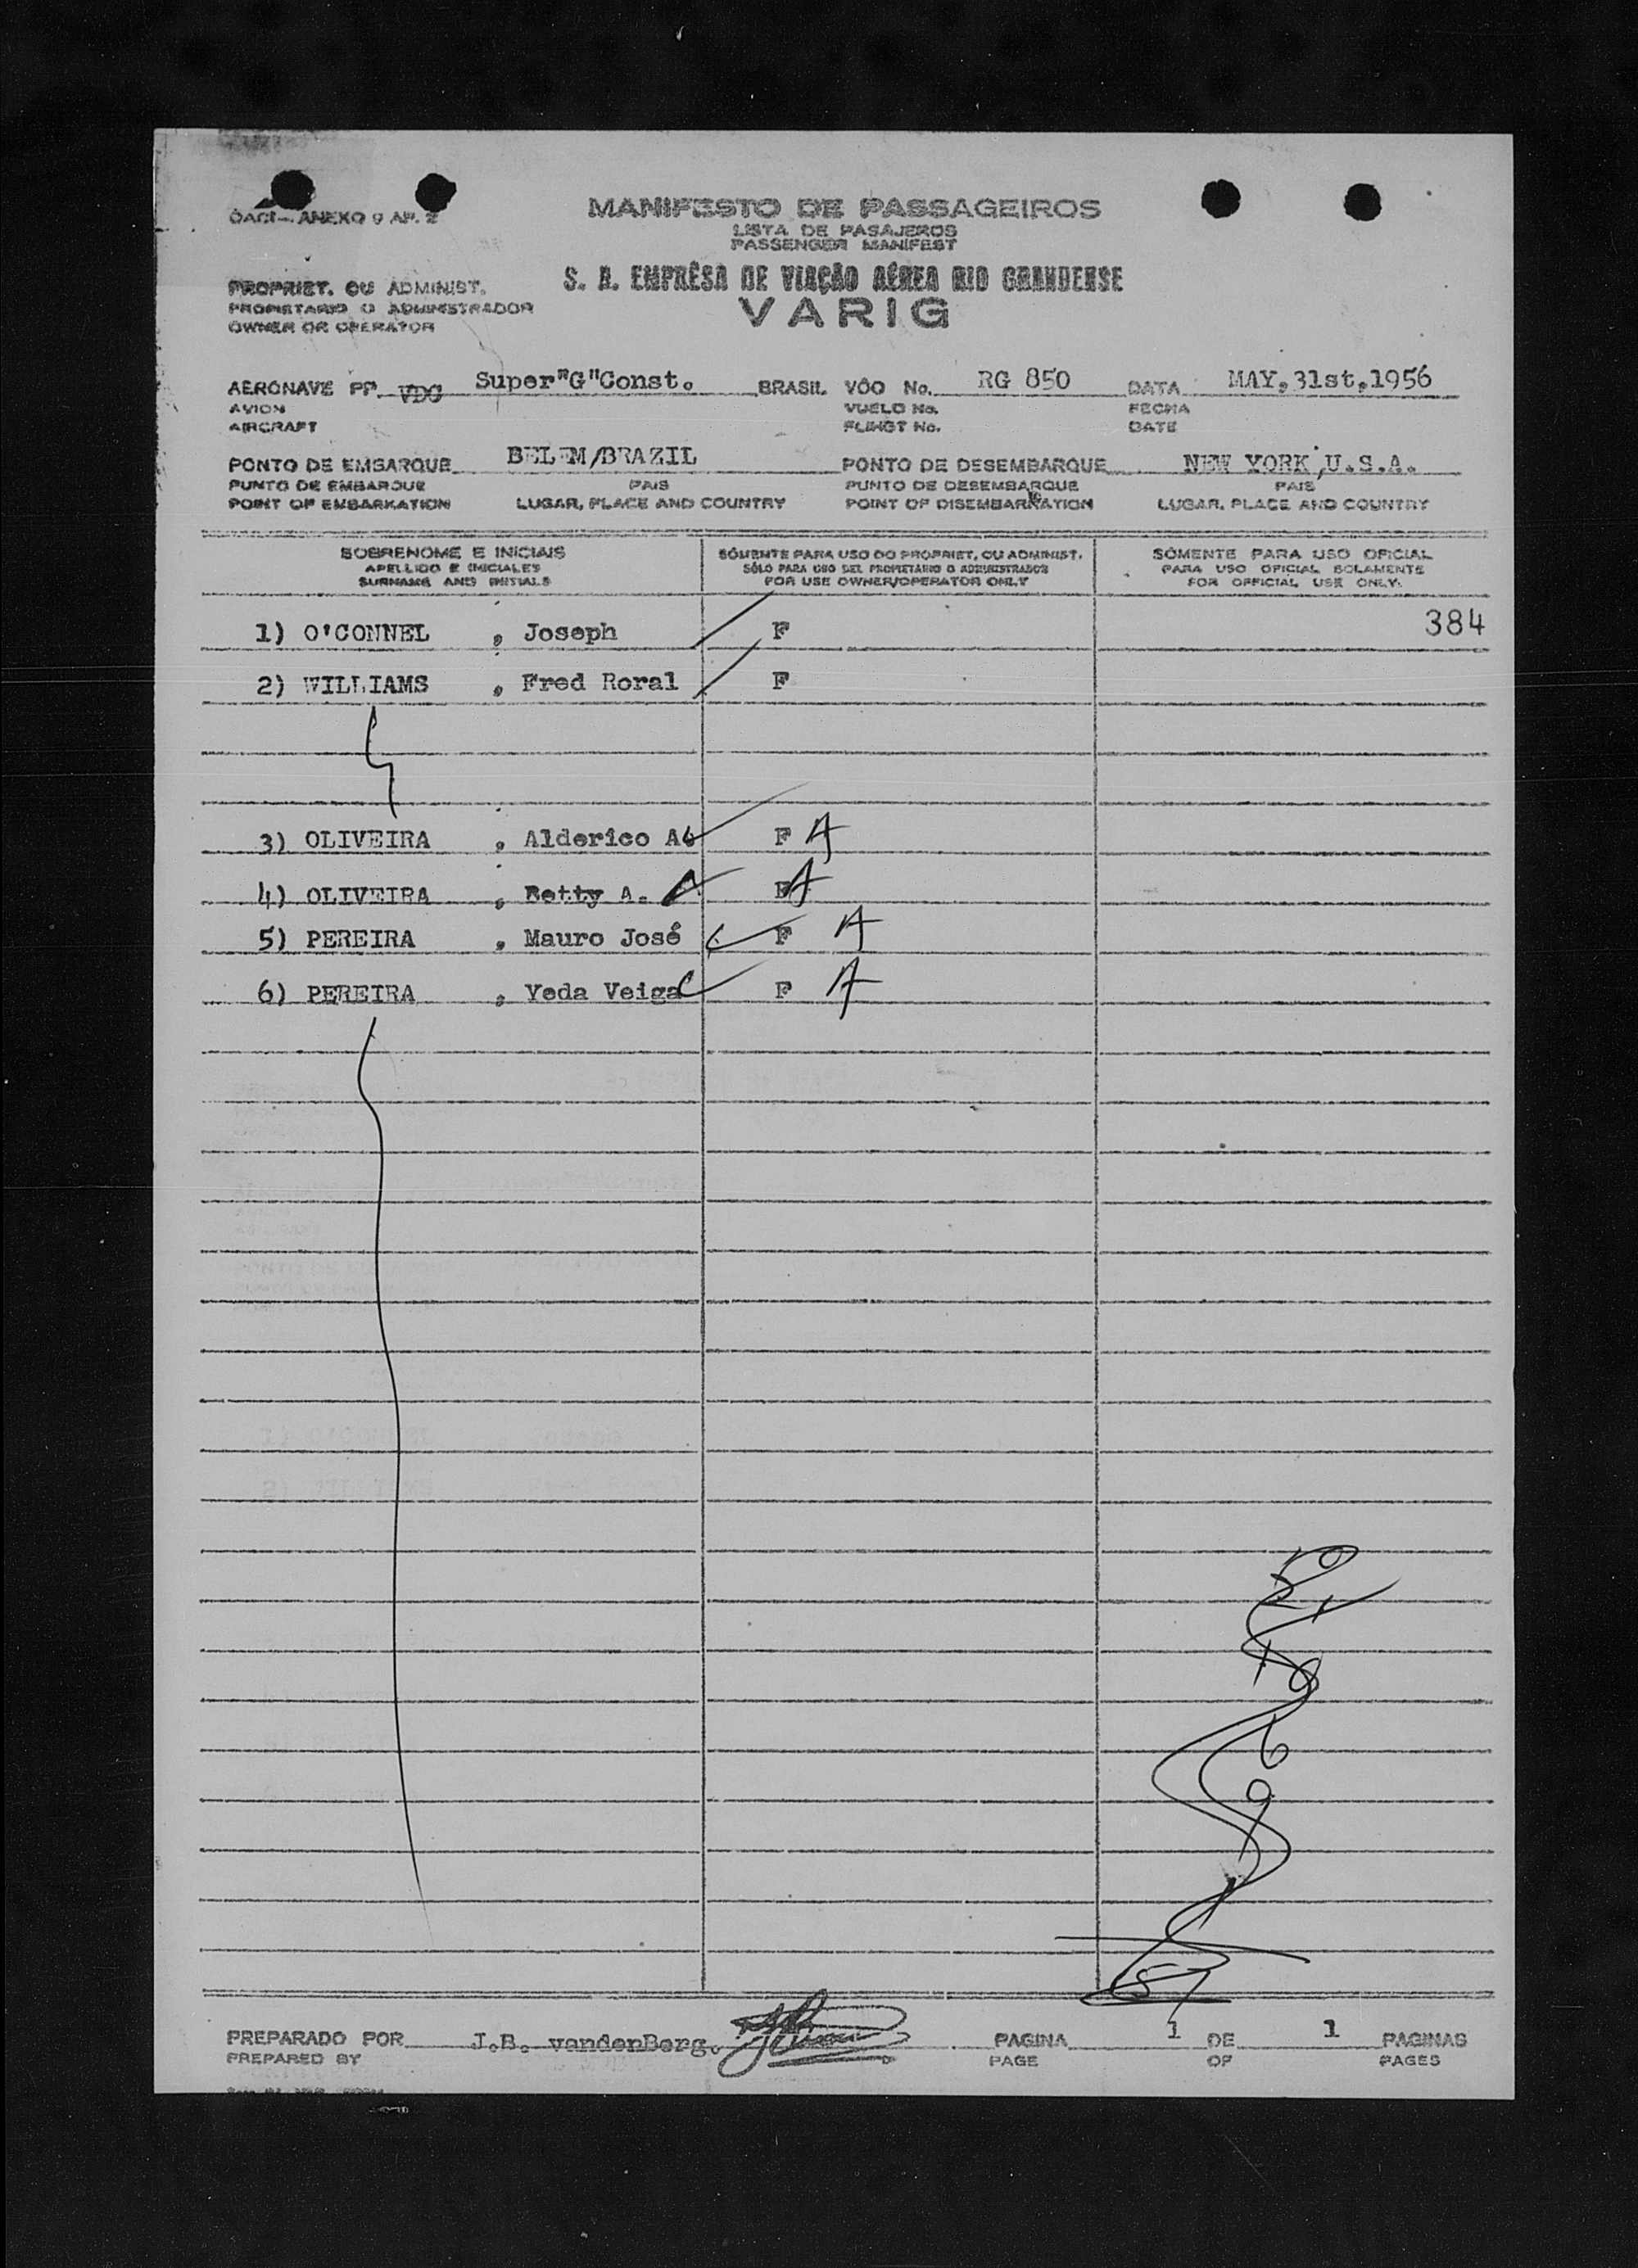 OACI - ANEXO 9 AP. 2
MANIFESTO DE PASSAGEIROS
LISTA DE PASAJEROS
PASSENGER MANIFEST
S. A. EMPRÊSA DE VIAÇÃO AÉREA RIO GRANDENSE
VARIG
PROPRIET. OU ADMINIST.
PROPIETARIO O ADMINISTRADOR
OWNER OR OPERATOR
AERONAVE PP. VDG Super"G"Const. BRASIL VÔO No. RG 850 DATA MAY,31st,1956
AVION VUELO No. FECHA
AIRCRAFT FLIHGT No. DATE
PONTO DE EMBARQUE BELEM/BRAZIL PONTO DE DESEMBARQUE NEW YORK,U.S.A.
PUNTO DE EMBARQUE PAIS PUNTO DE DESEMBARQUE PAIS
POINT OF EMBARKATION LUGAR, PLACE AND COUNTRY POINT OF DISEMBARKATION LUGAR, PLACE AND COUNTRY
SOBRENOME E INICIAIS SÓMENTE PARA USO DO PROPRIET. OU ADMINIST. SÓMENTE PARA USO OFICIAL
APELLIDO E INICIALES SÓLO PARA USO DEL PROPIETARIO O ADMINISTRADOR PARA USO OFICIAL SOLAMENTE
SURNAME AND INITIALS FOR USE OWNER/OPERATOR ONLY FOR OFFICIAL USE ONLY.
1) O'CONNEL , Joseph F 384
2) WILLIAMS , Fred Roral F
3) OLIVEIRA , Alderico A. F A
4) OLIVEIRA , Betty A. F A
5) PEREIRA , Mauro José F A
6) PEREIRA , Yeda Veiga F A
PREPARADO POR J.B. vandenBerg. PAGINA 1 DE 1 PAGINAS
PREPARED BY PAGE OF PAGES